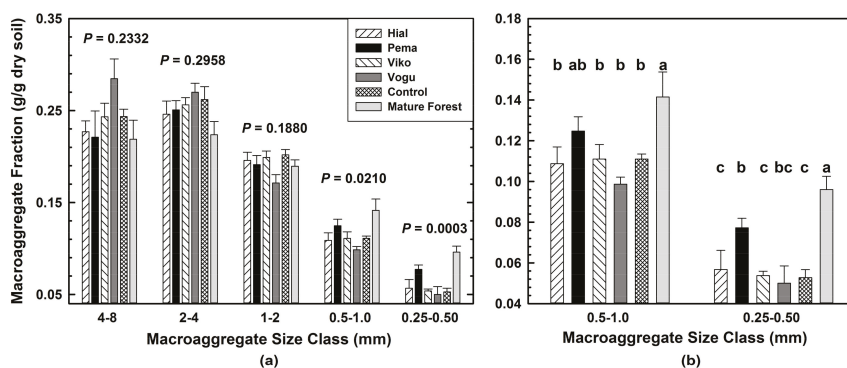 0.35
0.25
0.15
0.05
Macroaggregate Fraction (g/g dry soil)
P = 0.2332
P = 0.2958
P = 0.1880
P = 0.0210
P = 0.0003
Hial
Pema
Viko
Vogu
Control
Mature Forest
4-8
2-4
1-2
0.5-1.0
0.25-0.50
Macroaggregate Size Class (mm)
(a)
0.18
0.16
0.14
0.12
0.10
0.08
0.06
0.04
b ab b b b a
c b c bc c a
0.5-1.0
0.25-0.50
Macroaggregate Size Class (mm)
(b)